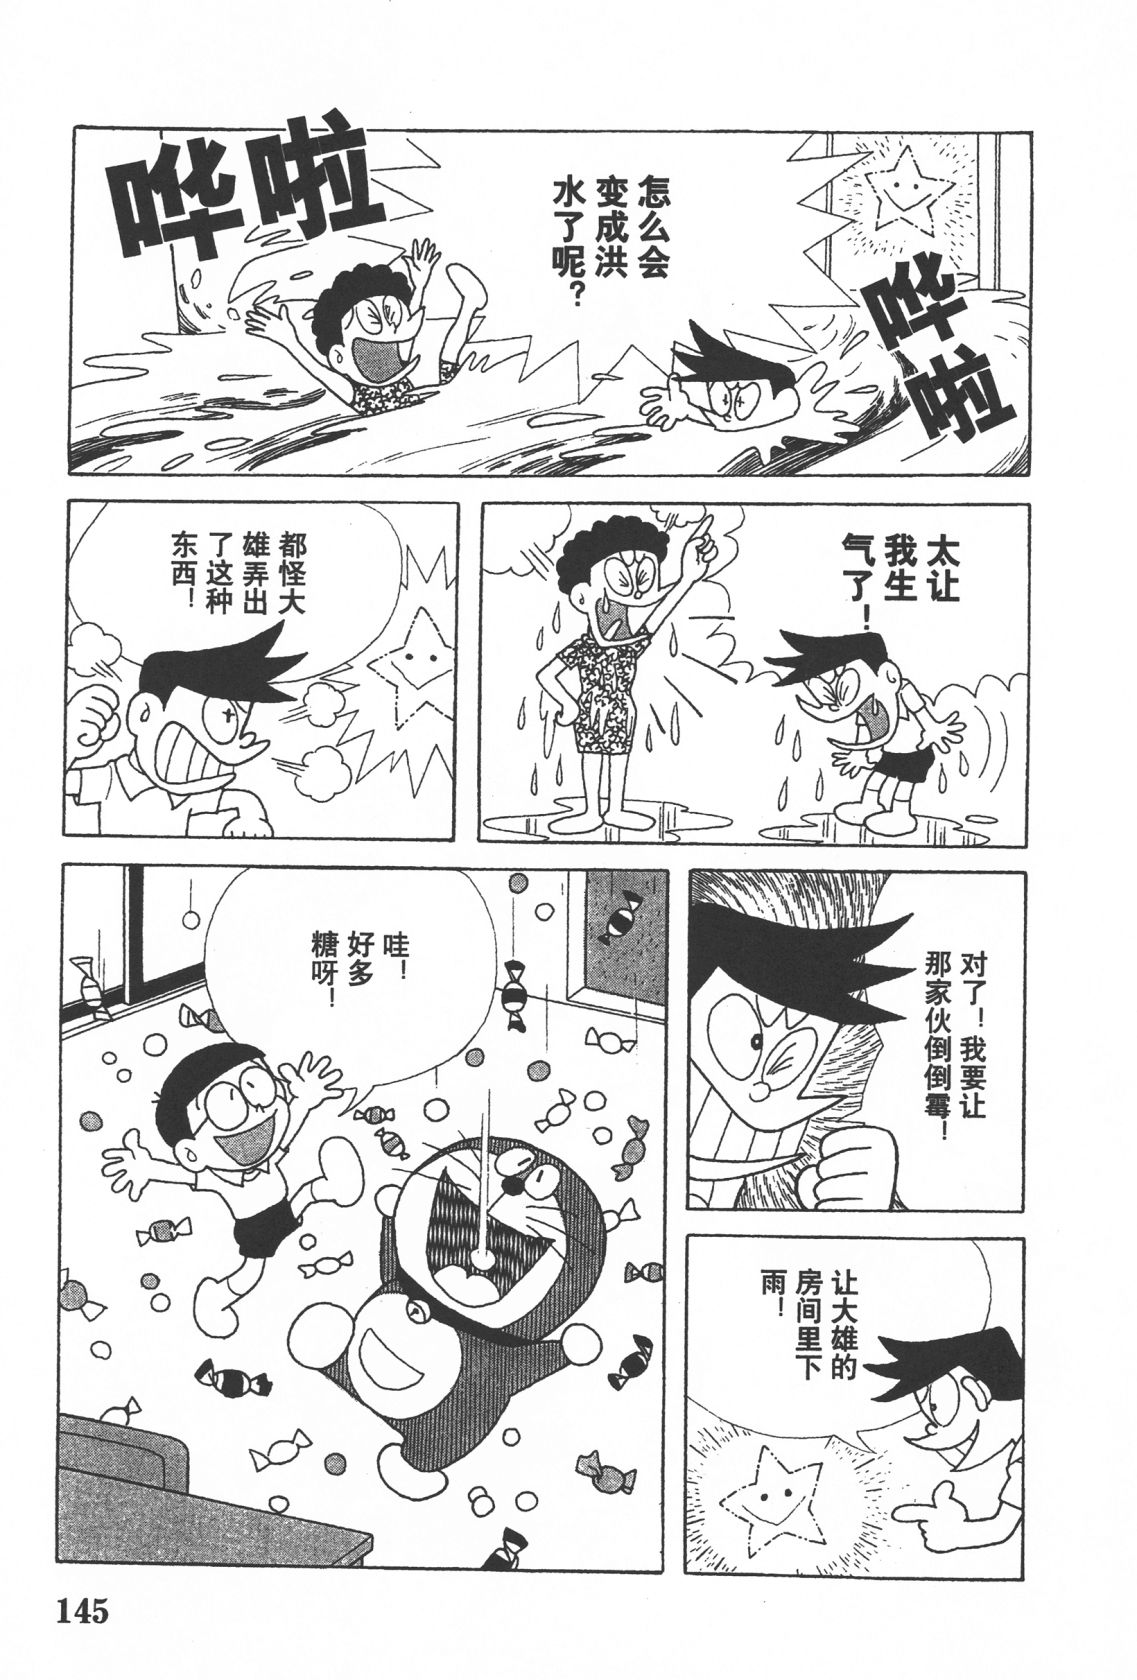 哗啦
怎么会
变成洪
水了呢？
哗啦
太让
我生
气了！
都怪大
雄弄出
了这种
东西！
对了！我要让
那家伙倒倒霉！
让大雄的
房间里下
雨！
哇！
好多
糖呀！
145